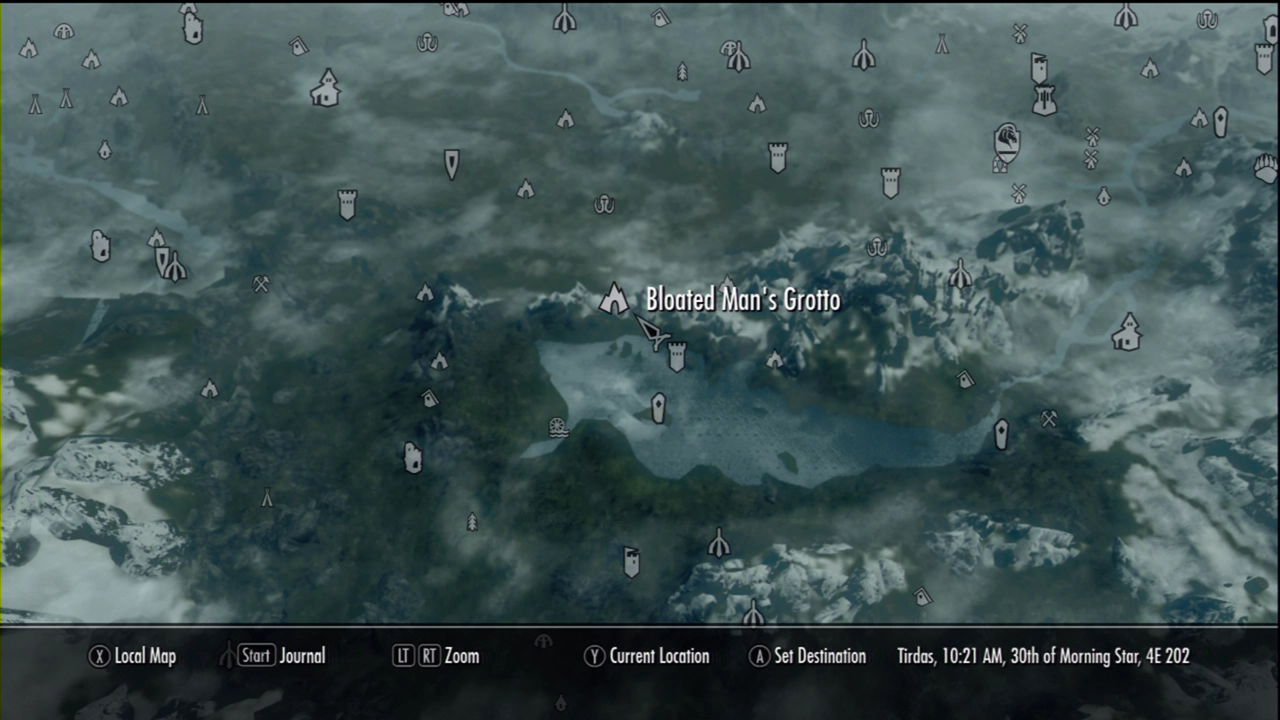 Bloated Man's Grotto
X Local Map
Start Journal
LT RT Zoom
Y Current Location
A Set Destination
Tirdas, 10:21 AM, 30th of Morning Star, 4E 202